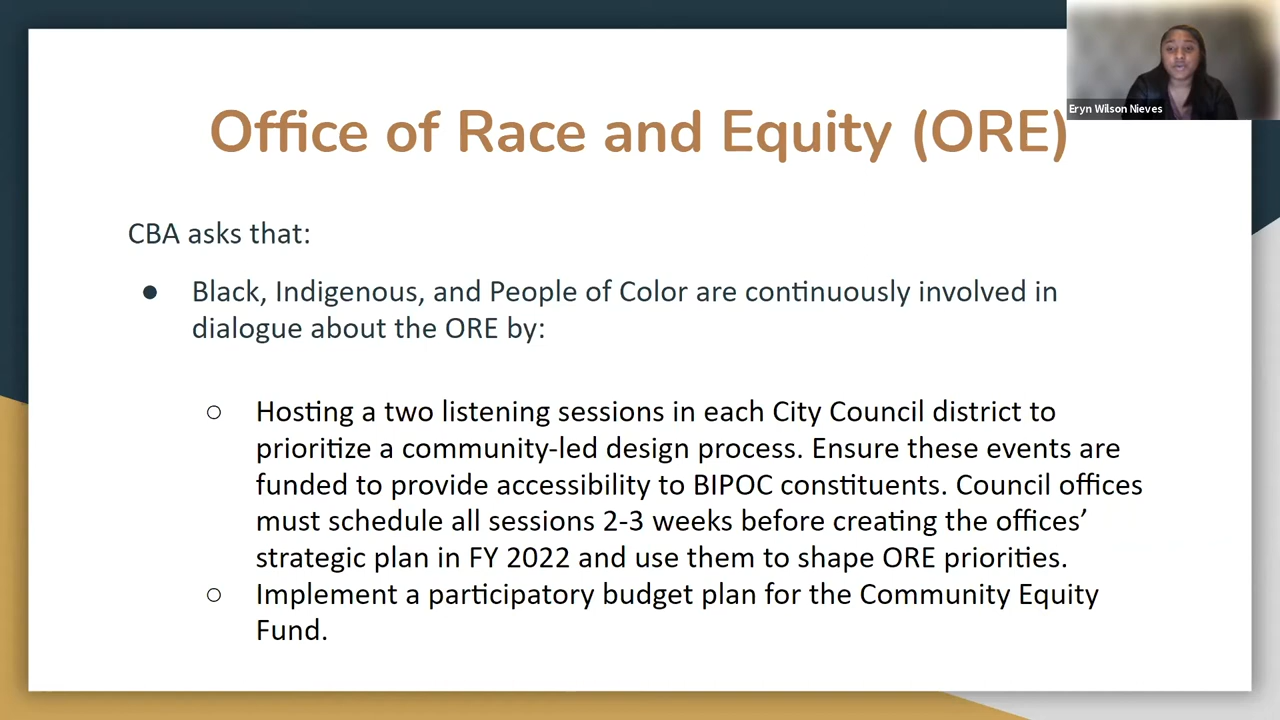 Eryn Wilson Nieves
Office of Race and Equity (ORE)
CBA asks that:
● Black, Indigenous, and People of Color are continuously involved in
dialogue about the ORE by:
○ Hosting a two listening sessions in each City Council district to
prioritize a community-led design process. Ensure these events are
funded to provide accessibility to BIPOC constituents. Council offices
must schedule all sessions 2-3 weeks before creating the offices’
strategic plan in FY 2022 and use them to shape ORE priorities.
○ Implement a participatory budget plan for the Community Equity
Fund.